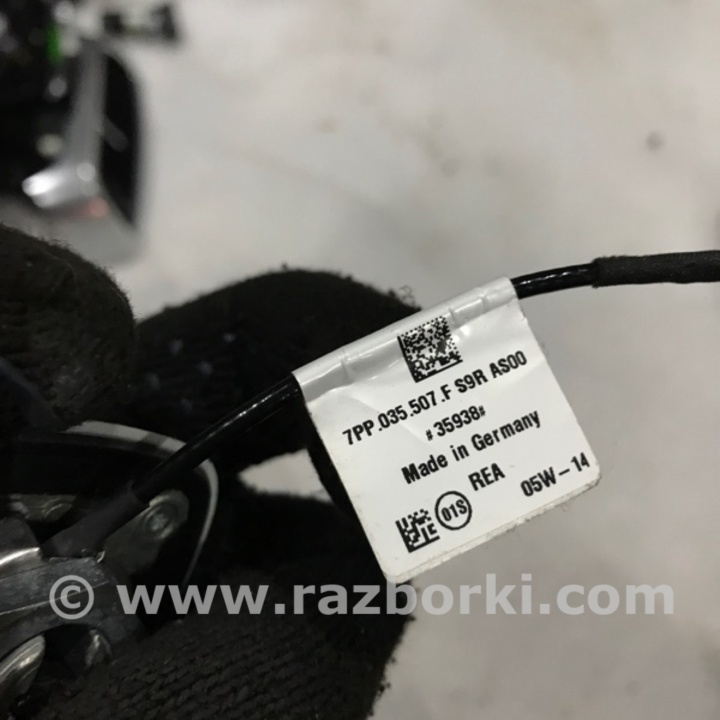 7PP.035.507.F S9R AS00
#35938#
Made in Germany
REA
01S
05W-14
© www.razborki.com